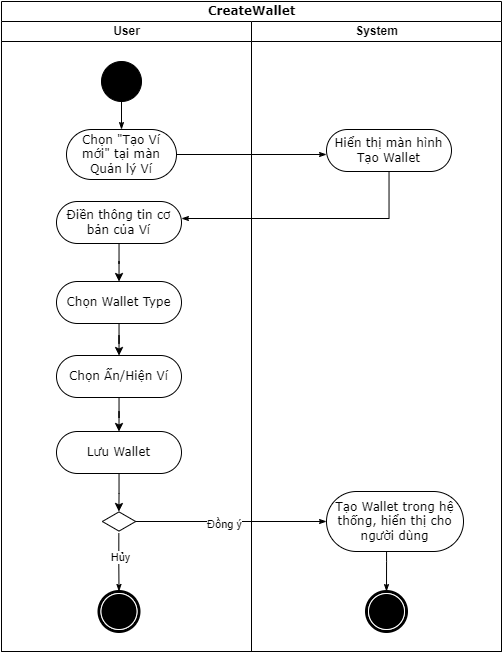 CreateWallet
User
System
Chọn "Tạo Ví
mới" tại màn
Quản lý Ví
Hiển thị màn hình
Tạo Wallet
Điền thông tin cơ
bản của Ví
Chọn Wallet Type
Chọn Ẩn/Hiện Ví
Lưu Wallet
Đồng ý
Tạo Wallet trong hệ
thống, hiển thị cho
người dùng
Hủy